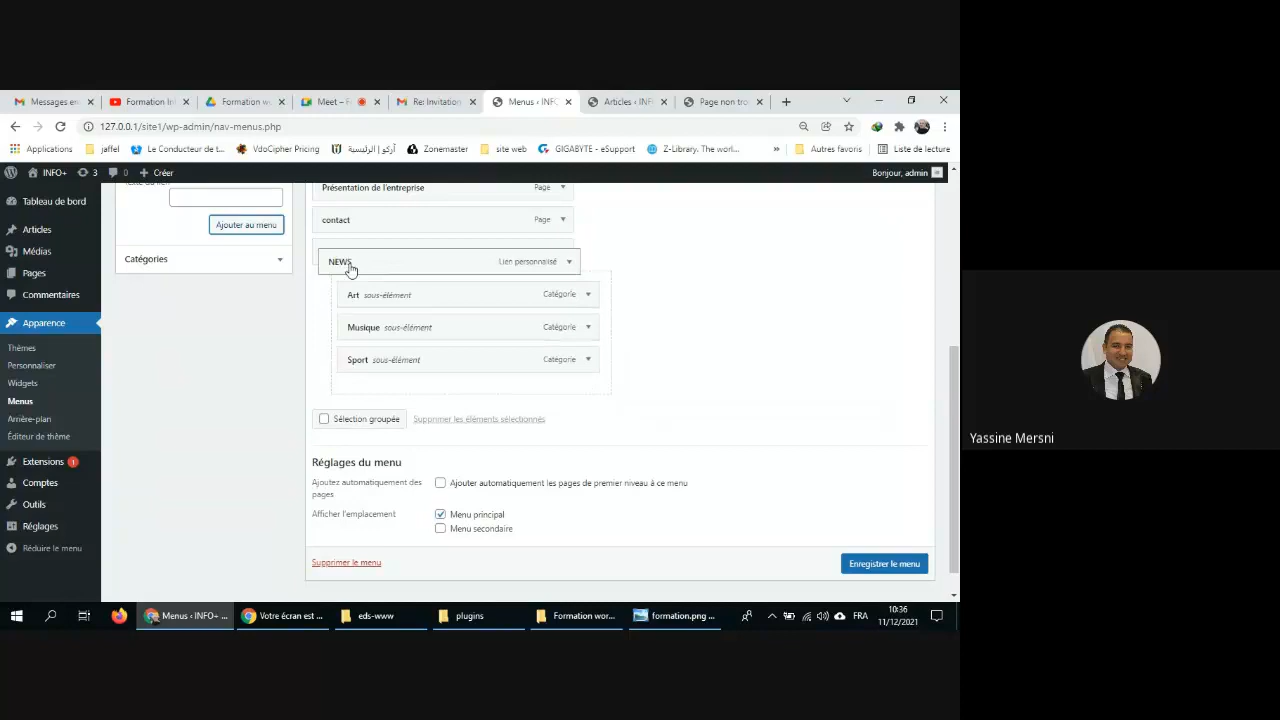 Messages en
Formation In
Formation wo
Meet – F
Re: Invitation
Menus ‹ INFO
Articles ‹ INFO
Page non tro
127.0.0.1/site1/wp-admin/nav-menus.php
Applications
jaffel
Le Conducteur de t...
VdoCipher Pricing
أركو | الرئيسية
Zonemaster
site web
GIGABYTE - eSupport
Z-Library. The worl...
»
Autres favoris
Liste de lecture
INFO+
3
0
Créer
Bonjour, admin
Tableau de bord
Articles
Médias
Pages
Commentaires
Apparence
Thèmes
Personnaliser
Widgets
Menus
Arrière-plan
Éditeur de thème
Extensions 1
Comptes
Outils
Réglages
Réduire le menu
Texte du lien
Ajouter au menu
Catégories
Présentation de l'entreprise Page
contact Page
NEWS Lien personnalisé
Art sous-élément Catégorie
Musique sous-élément Catégorie
Sport sous-élément Catégorie
Sélection groupée Supprimer les éléments sélectionnés
Réglages du menu
Ajoutez automatiquement des
pages
Ajouter automatiquement les pages de premier niveau à ce menu
Afficher l'emplacement
Menu principal
Menu secondaire
Supprimer le menu
Enregistrer le menu
Menus ‹ INFO+ ...
Votre écran est ...
eds-www
plugins
Formation wor...
formation.png ...
FRA
10:36
11/12/2021
Yassine Mersni